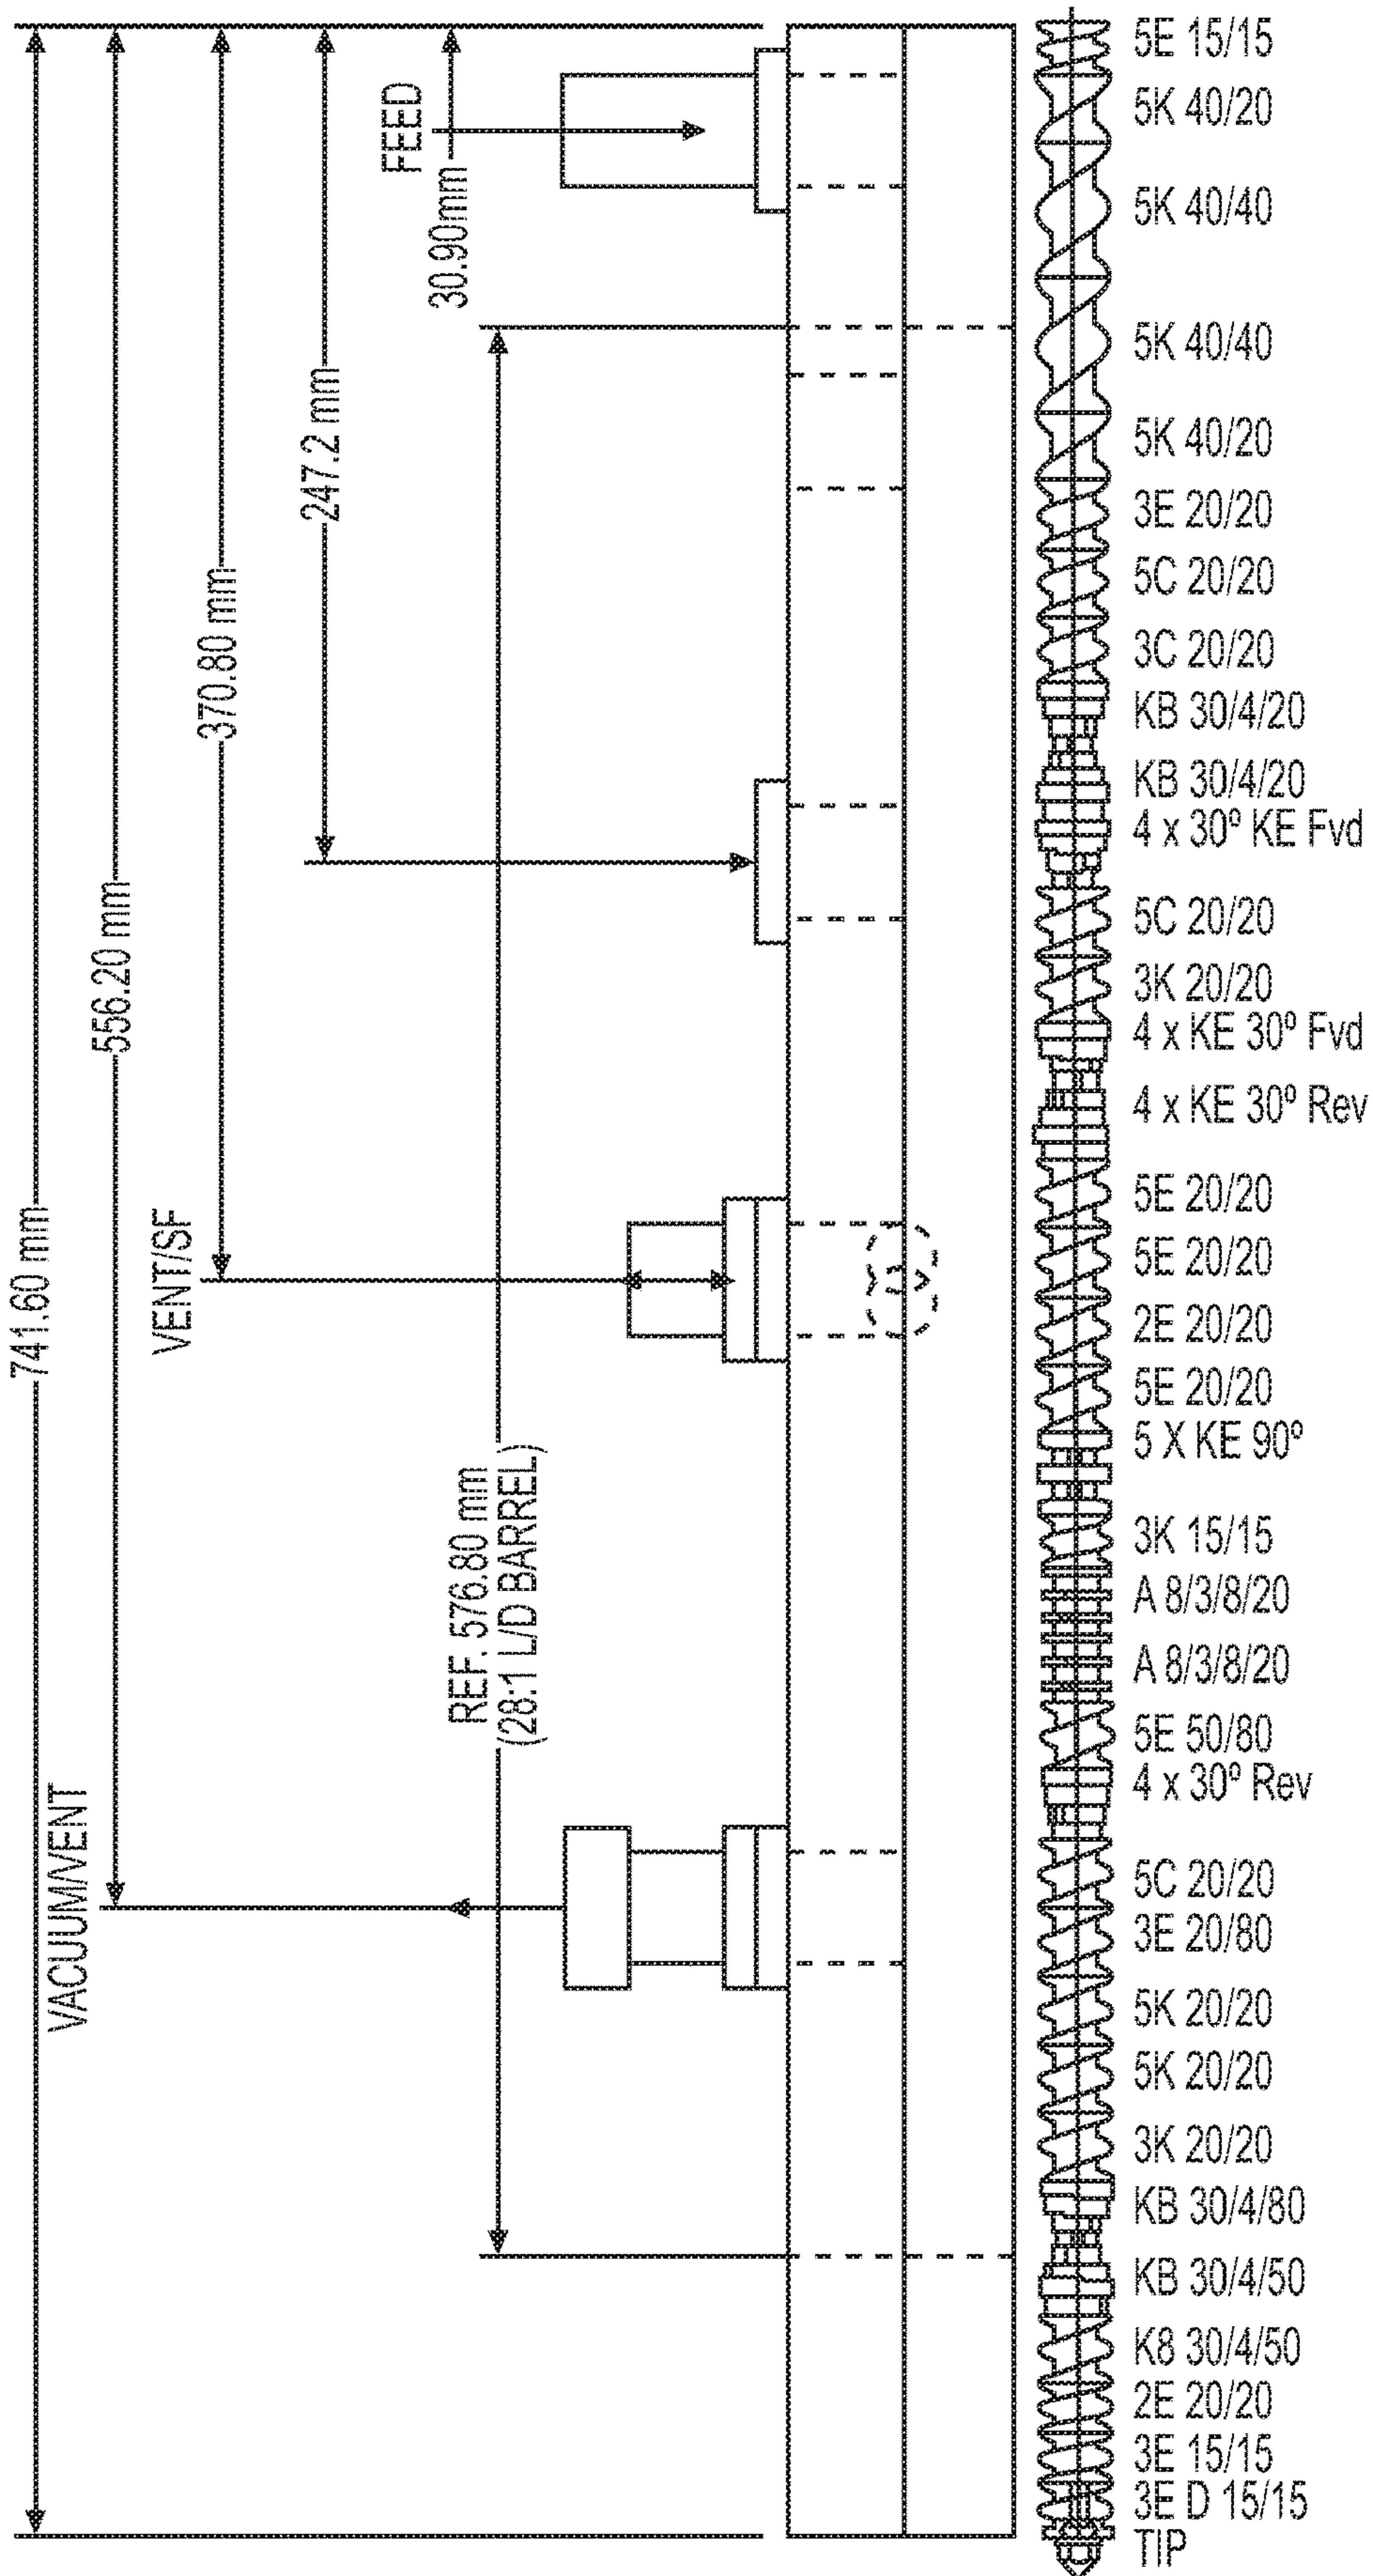 741.60 mm
556.20 mm
370.80 mm
247.2 mm
30.90mm
FEED
VENT/SF
VACUUM/VENT
REF. 576.80 mm
(28:1 L/D BARREL)
5E 15/15
5K 40/20
5K 40/40
5K 40/40
5K 40/20
3E 20/20
5C 20/20
3C 20/20
KB 30/4/20
KB 30/4/20
4 x 30º KE Fvd
5C 20/20
3K 20/20
4 x KE 30º Fvd
4 x KE 30º Rev
5E 20/20
5E 20/20
2E 20/20
5E 20/20
5 X KE 90º
3K 15/15
A 8/3/8/20
A 8/3/8/20
5E 50/80
4 x 30º Rev
5C 20/20
3E 20/80
5K 20/20
5K 20/20
3K 20/20
KB 30/4/80
KB 30/4/50
K8 30/4/50
2E 20/20
3E 15/15
3E D 15/15
TIP